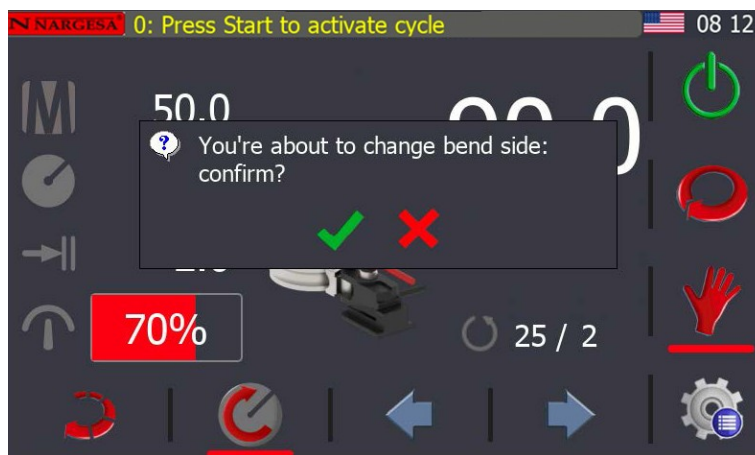 N NARGESA® 0: Press Start to activate cycle 08 12
50.0
You're about to change bend side:
confirm?
70%
25 / 2